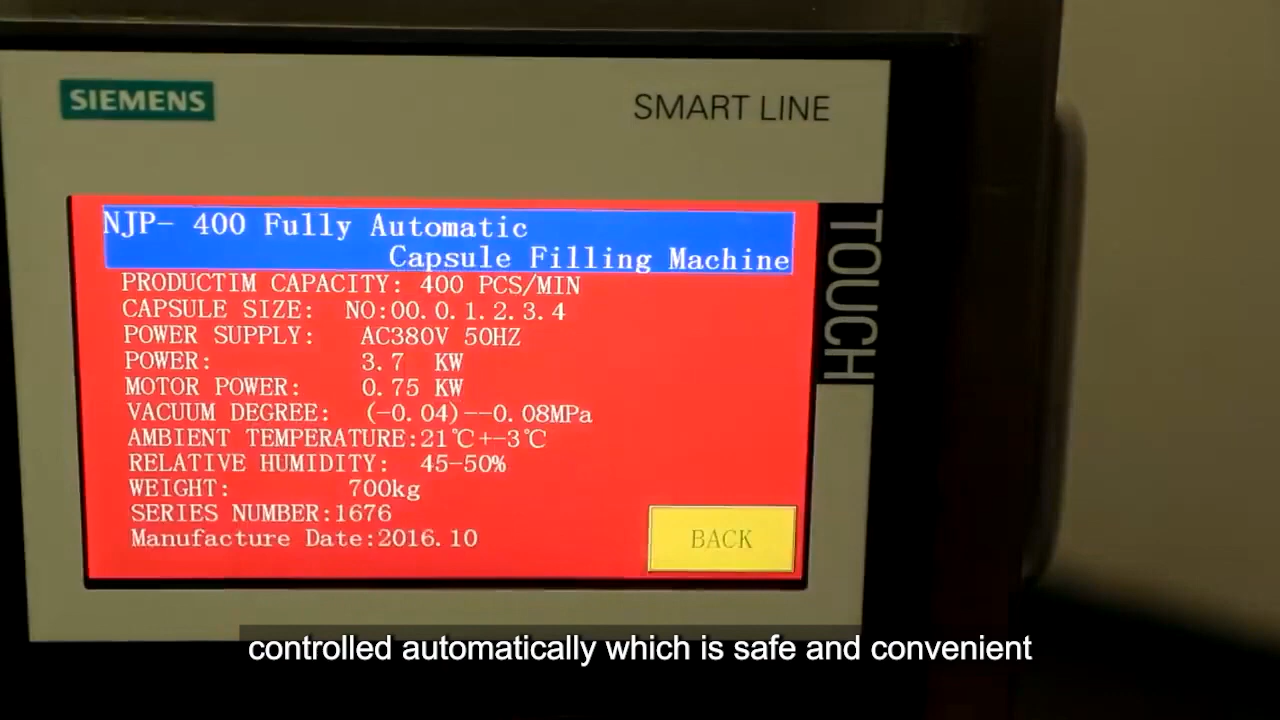 SIEMENS
SMART LINE
TOUCH
NJP- 400 Fully Automatic
Capsule Filling Machine
PRODUCTIM CAPACITY: 400 PCS/MIN
CAPSULE SIZE: NO:00.0.1.2.3.4
POWER SUPPLY: AC380V 50HZ
POWER: 3.7 KW
MOTOR POWER: 0.75 KW
VACUUM DEGREE: (-0.04)--0.08MPa
AMBIENT TEMPERATURE:21℃+-3℃
RELATIVE HUMIDITY: 45-50%
WEIGHT: 700kg
SERIES NUMBER:1676
Manufacture Date:2016.10
BACK
controlled automatically which is safe and convenient